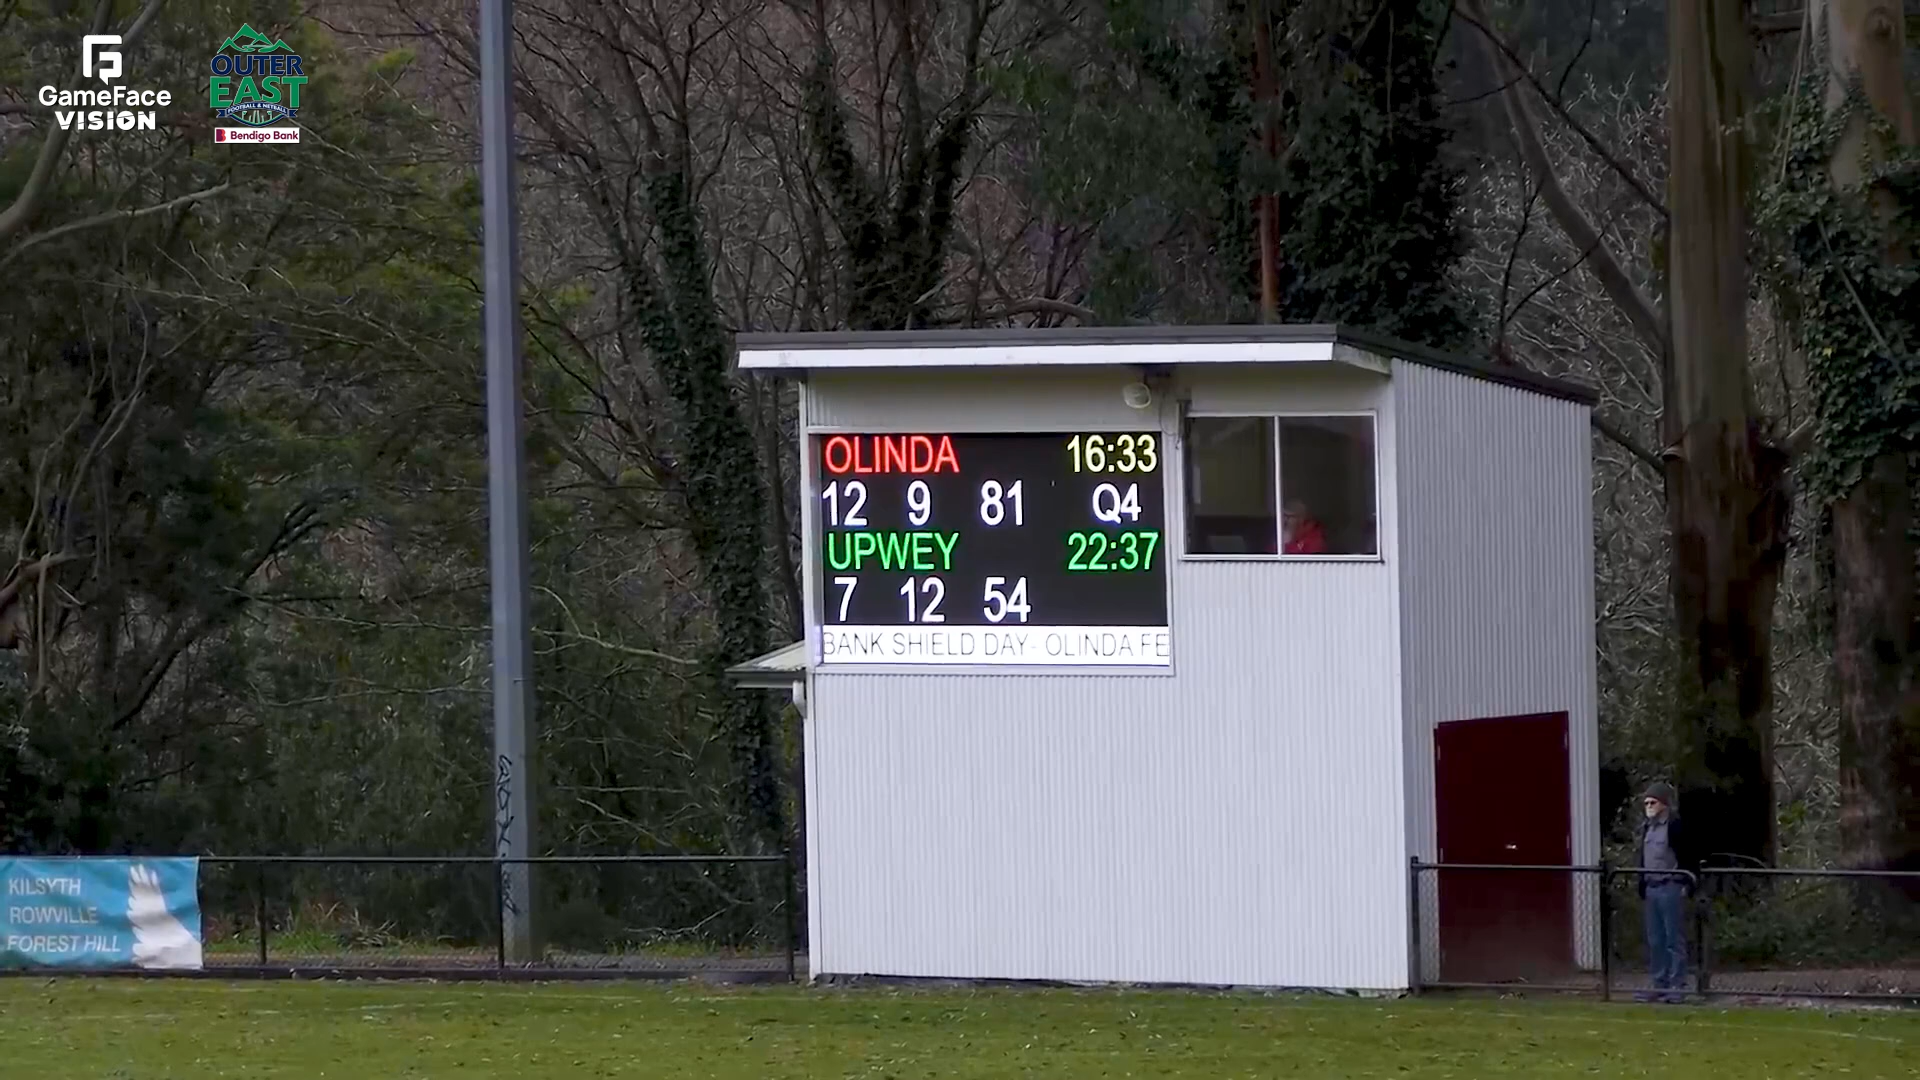 GameFace
VISION
OUTER
EAST
FOOTBALL & NETBALL
Bendigo Bank
OLINDA 16:33
12 9 81 Q4
UPWEY 22:37
7 12 54
BANK SHIELD DAY- OLINDA FE
KILSYTH
ROWVILLE
FOREST HILL